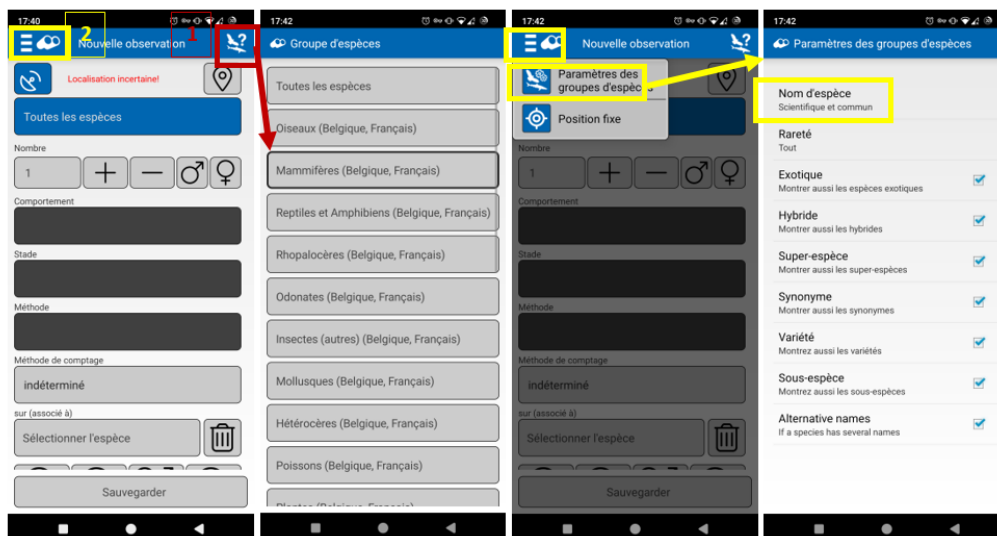 17:40
2
1
Nouvelle observation
Localisation incertaine!
Toutes les espèces
Nombre
1
Comportement
Stade
Méthode
Méthode de comptage
indéterminé
sur (associé à)
Sélectionner l'espèce
Sauvegarder
17:42
Groupe d'espèces
Toutes les espèces
Oiseaux (Belgique, Français)
Mammifères (Belgique, Français)
Reptiles et Amphibiens (Belgique, Français)
Rhopalocères (Belgique, Français)
Odonates (Belgique, Français)
Insectes (autres) (Belgique, Français)
Mollusques (Belgique, Français)
Hétérocères (Belgique, Français)
Poissons (Belgique, Français)
Plantes (Belgique, Français)
17:42
Nouvelle observation
Paramètres des
groupes d'espèces
Position fixe
Nombre
1
Comportement
Stade
Méthode
Méthode de comptage
indéterminé
sur (associé à)
Sélectionner l'espèce
Sauvegarder
17:42
Paramètres des groupes d'espèces
Nom d'espèce
Scientifique et commun
Rareté
Tout
Exotique
Montrer aussi les espèces exotiques
Hybride
Montrer aussi les hybrides
Super-espèce
Montrer aussi les super-espèces
Synonyme
Montrer aussi les synonymes
Variété
Montrez aussi les variétés
Sous-espèce
Montrez aussi les sous-espèces
Alternative names
If a species has several names